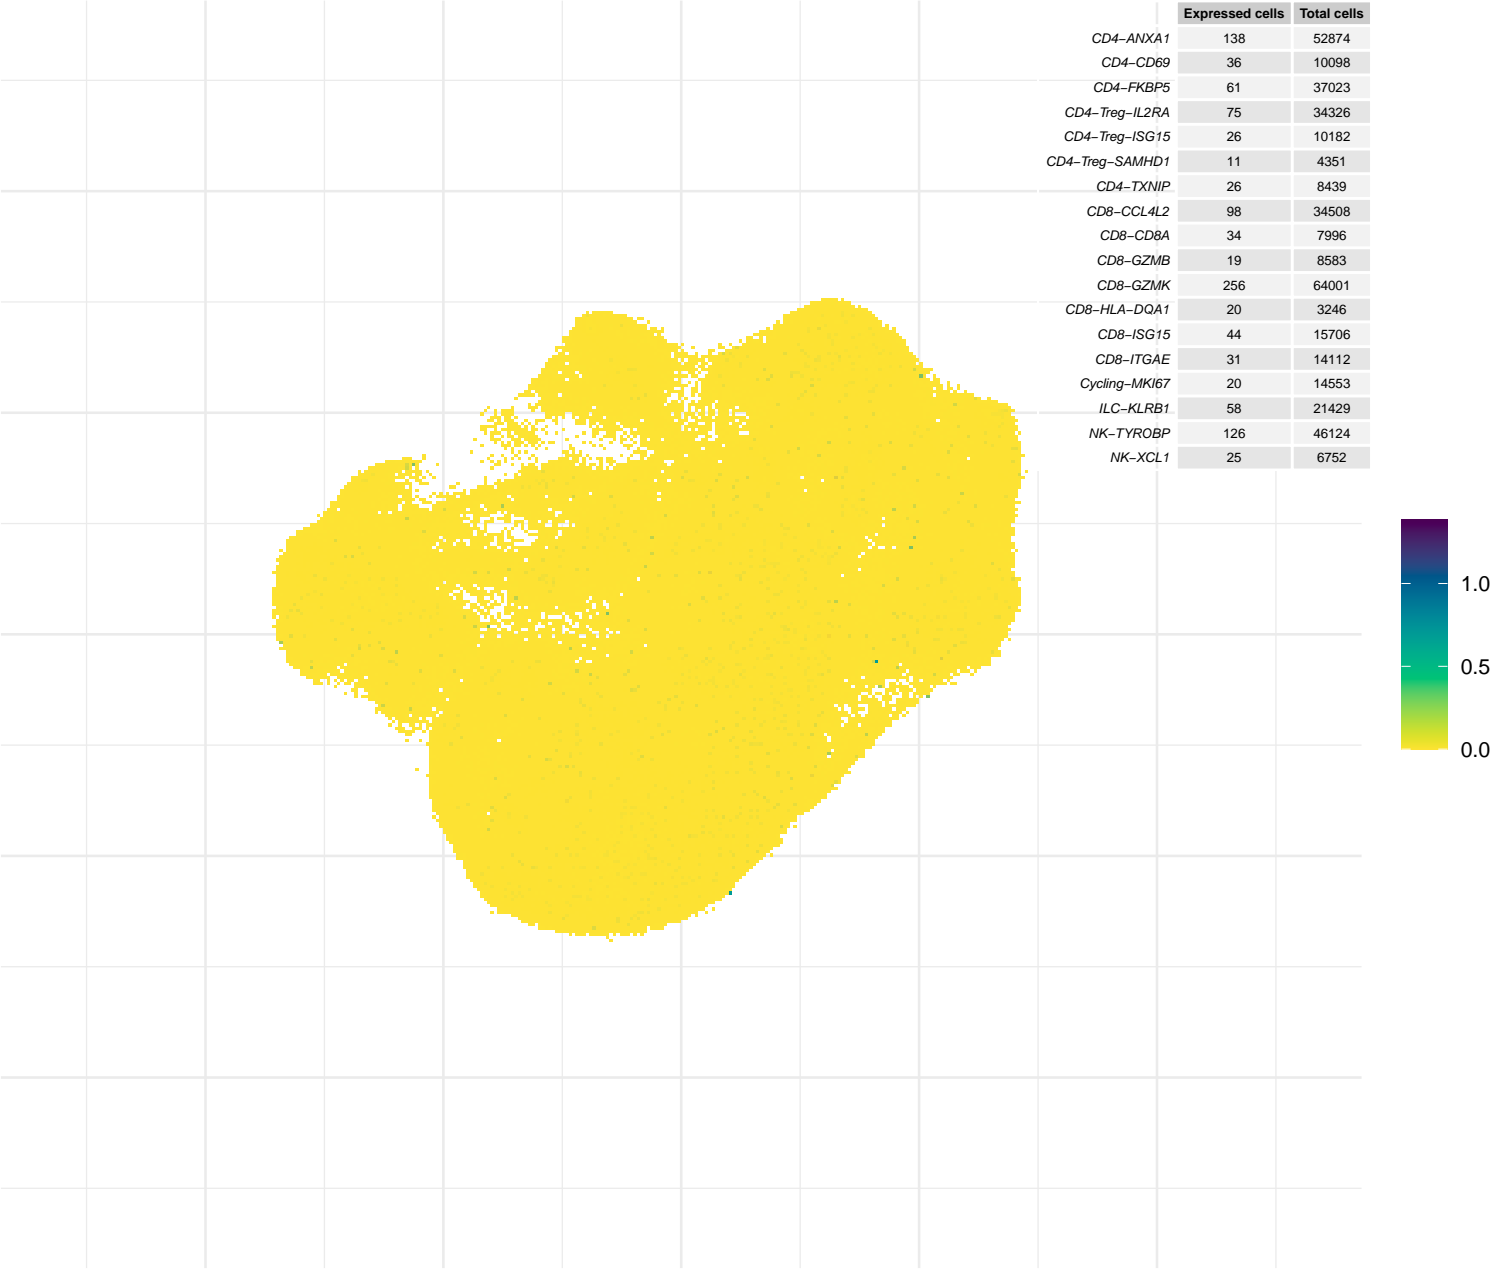 Expressed cells Total cells
CD4−ANXA1 138 52874
CD4−CD69 36 10098
CD4−FKBP5 61 37023
CD4−Treg−IL2RA 75 34326
CD4−Treg−ISG15 26 10182
CD4−Treg−SAMHD1 11 4351
CD4−TXNIP 26 8439
CD8−CCL4L2 98 34508
CD8−CD8A 34 7996
CD8−GZMB 19 8583
CD8−GZMK 256 64001
CD8−HLA−DQA1 20 3246
CD8−ISG15 44 15706
CD8−ITGAE 31 14112
Cycling−MKI67 20 14553
ILC−KLRB1 58 21429
NK−TYROBP 126 46124
NK−XCL1 25 6752
1.0
0.5
0.0